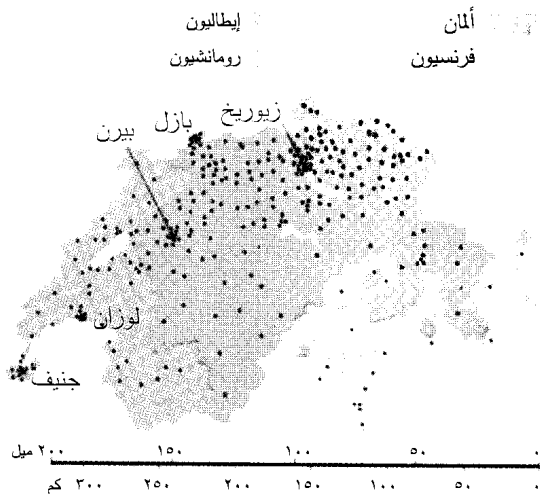 ألمان إيطاليون
فرنسيون رومانشيون
زيوريخ
بازل
بيرن
لوزان
جنيف
٠ ٥٠ ١٠٠ ١٥٠ ٢٠٠ ميل
٠ ٥٠ ١٠٠ ١٥٠ ٢٠٠ ٢٥٠ ٣٠٠ كم